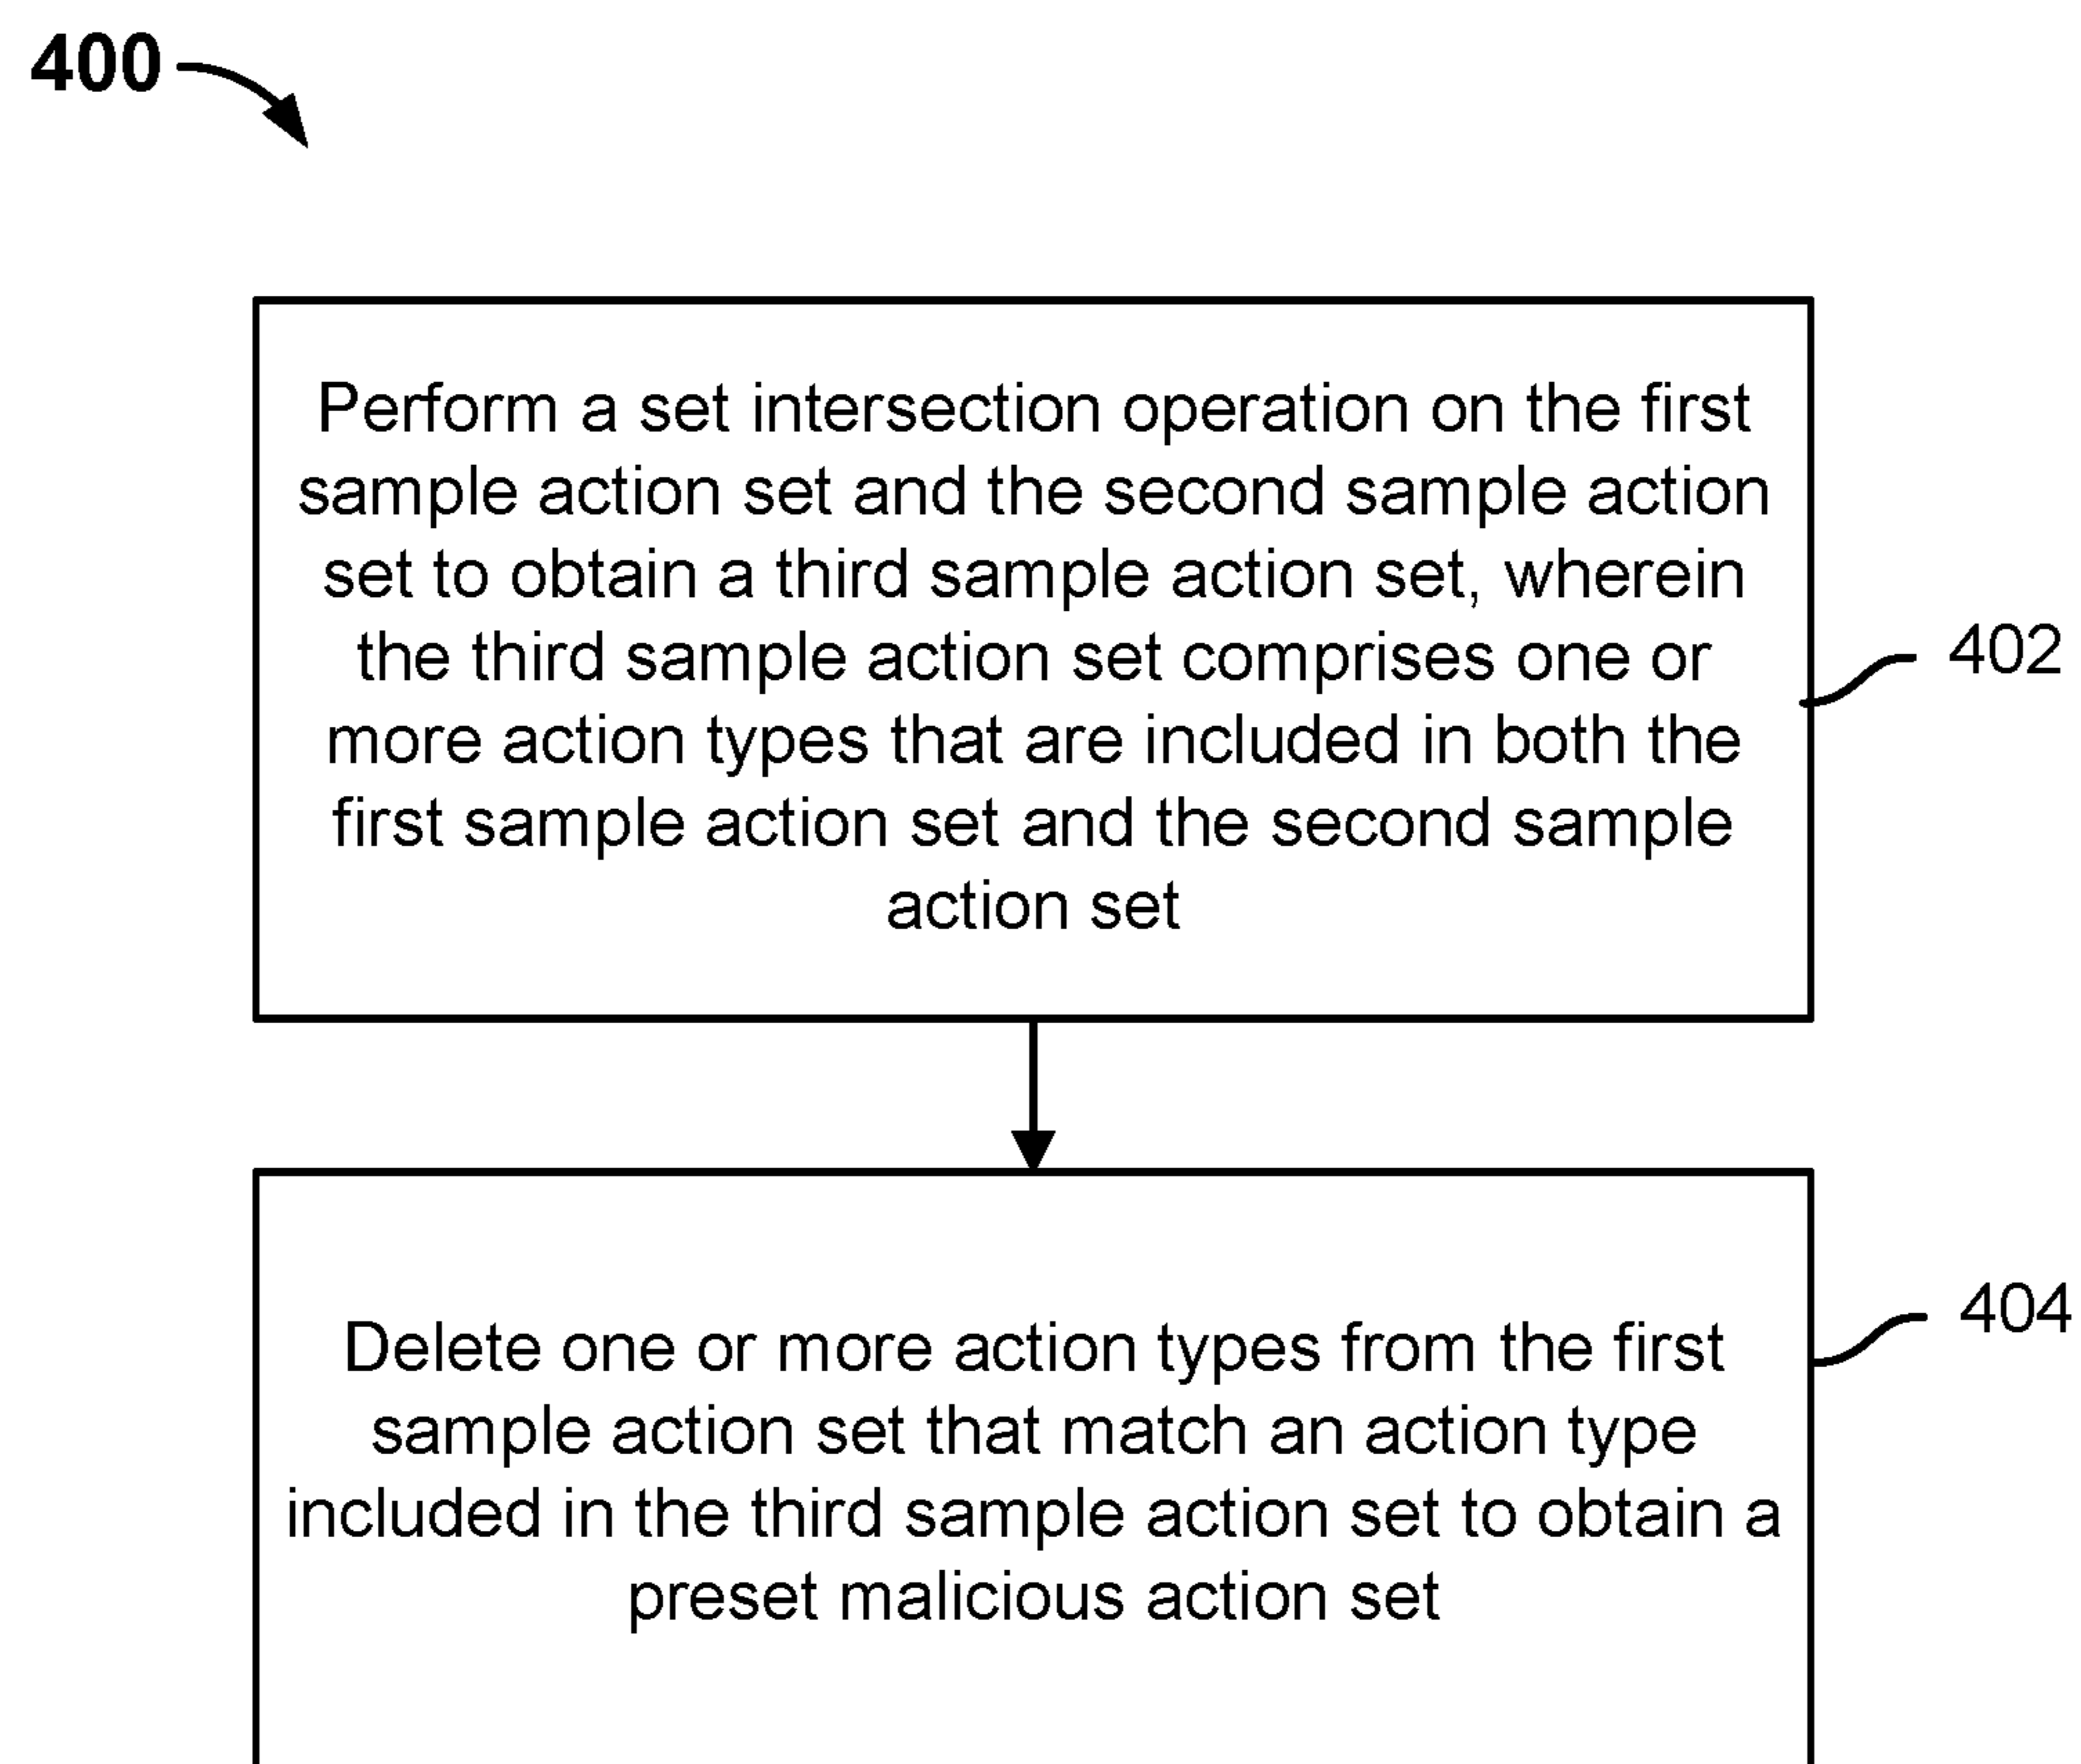 400
Perform a set intersection operation on the first
sample action set and the second sample action
set to obtain a third sample action set, wherein
the third sample action set comprises one or
more action types that are included in both the
first sample action set and the second sample
action set
402
Delete one or more action types from the first
sample action set that match an action type
included in the third sample action set to obtain a
preset malicious action set
404